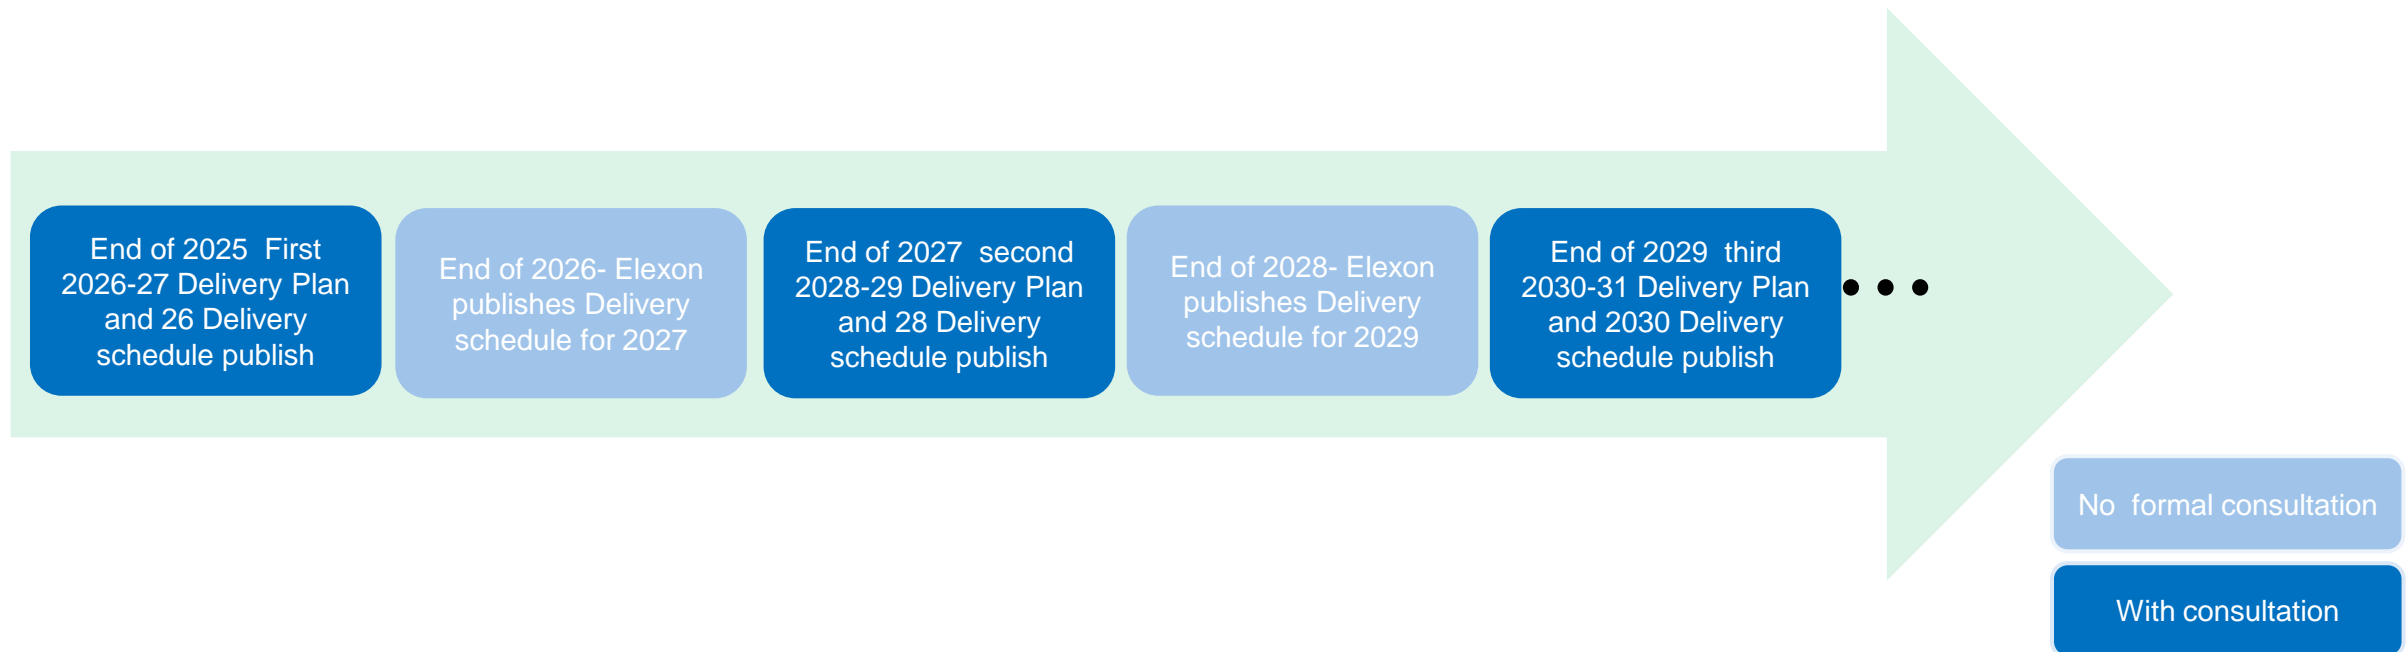 End of 2025  First
2026-27 Delivery Plan
and 26 Delivery
schedule publish
End of 2026- Elexon
publishes Delivery
schedule for 2027
End of 2027  second
2028-29 Delivery Plan
and 28 Delivery
schedule publish
End of 2028- Elexon
publishes Delivery
schedule for 2029
End of 2029  third
2030-31 Delivery Plan
and 2030 Delivery
schedule publish
• • •
No  formal consultation
With consultation